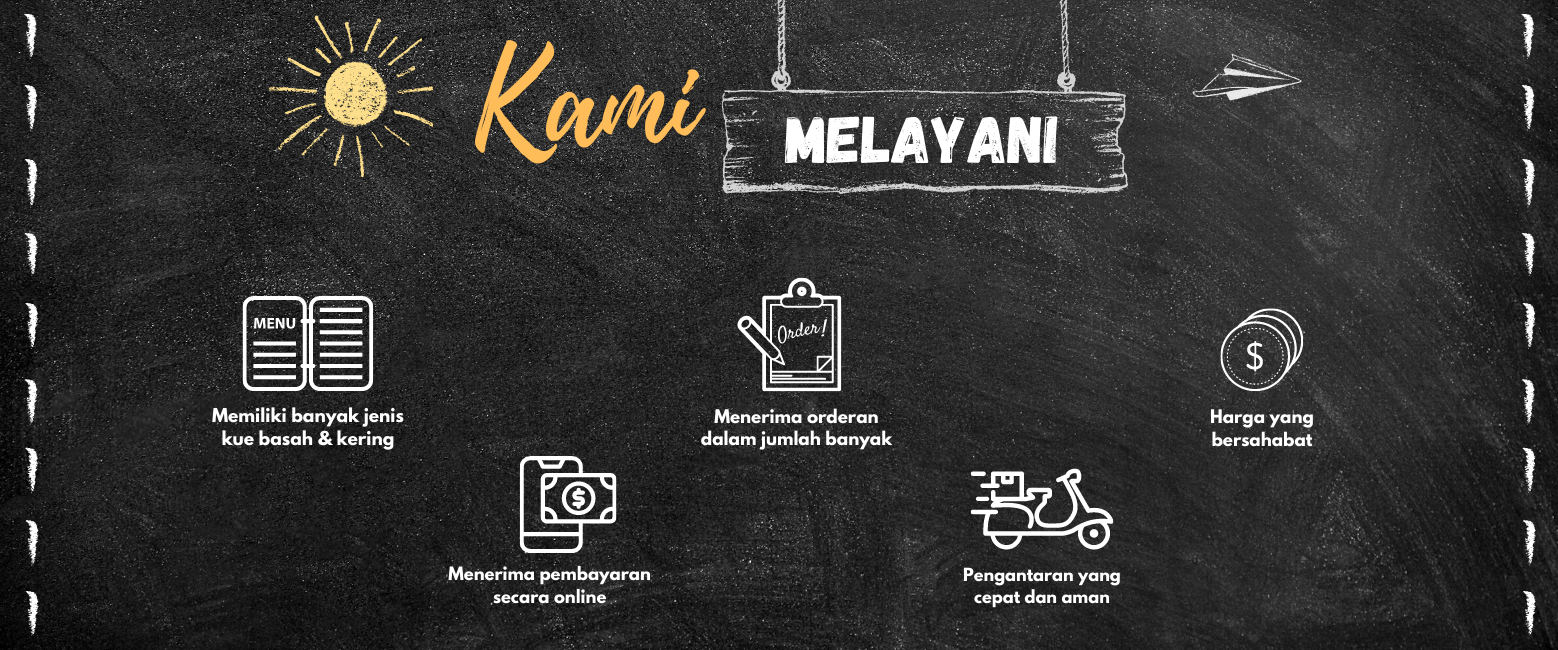 Kami
MELAYANI
MENU
Memiliki banyak jenis
kue basah & kering
Order!
Menerima orderan
dalam jumlah banyak
$
Harga yang
bersahabat
$
Menerima pembayaran
secara online
Pengantaran yang
cepat dan aman